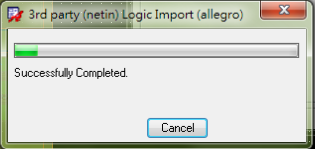 3rd party (netin) Logic Import (allegro)
Successfully Completed.
Cancel